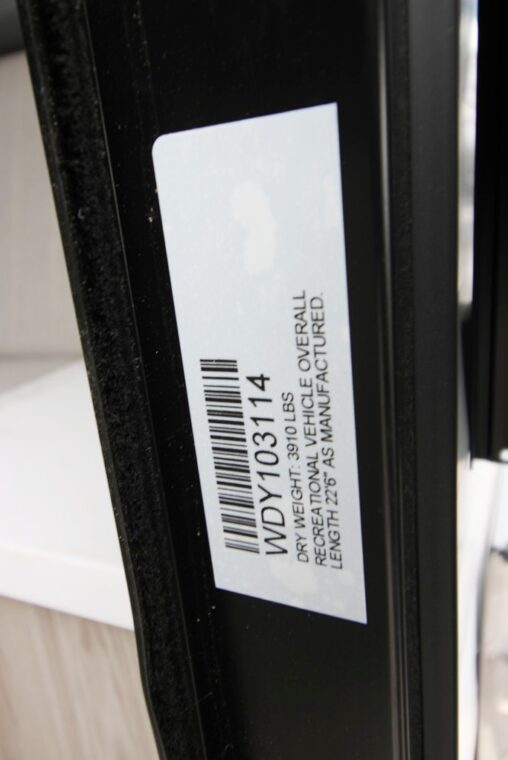 WDY103114
DRY WEIGHT: 3910 LBS
RECREATIONAL VEHICLE OVERALL
LENGTH 22'6" AS MANUFACTURED.